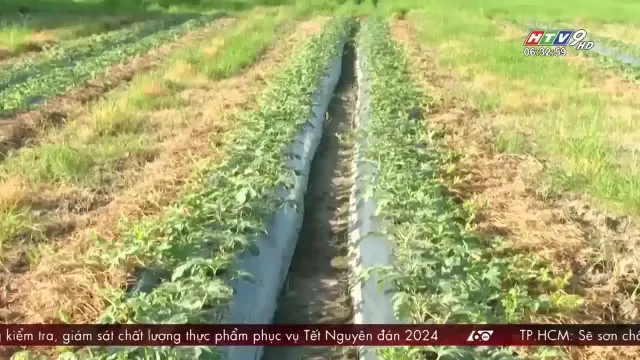 HTV9 HD
06:32:59
kiểm tra, giám sát chất lượng thực phẩm phục vụ Tết Nguyên đán 2024 60 TP.HCM: Sẽ sơn